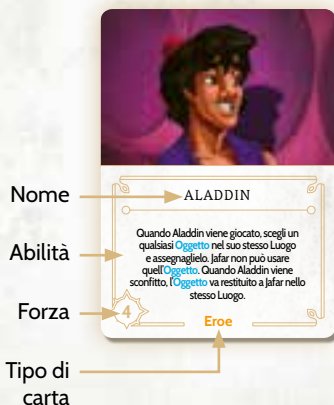 Nome
ALADDIN
Abilità
Quando Aladdin viene giocato, scegli un
qualsiasi Oggetto nel suo stesso Luogo
e assegnaglielo. Jafar non può usare
quell'Oggetto. Quando Aladdin viene
sconfitto, l'Oggetto va restituito a Jafar nello
stesso Luogo.
Forza
4
Eroe
Tipo di
carta